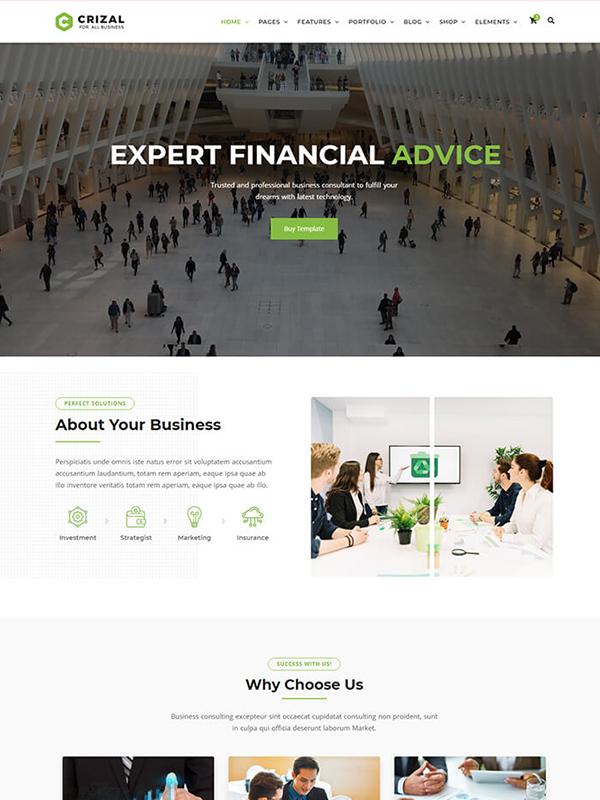 CRIZAL
FOR ALL BUSINESS
HOME PAGES FEATURES PORTFOLIO BLOG SHOP ELEMENTS
EXPERT FINANCIAL ADVICE
Trusted and professional business consultant to fulfill your
dreams with latest technology.
Buy Template
PERFECT SOLUTIONS
About Your Business
Perspiciatis unde omnis iste natus error sit voluptatem accusantium
accusantium laudantium, totam rem aperiam, eaque ipsa quae ab
illo inventore veritatis totam rem aperiam, eaque ipsa quae ab illo.
Investment Strategist Marketing Insurance
SUCCESS WITH US!
Why Choose Us
Business consulting excepteur sint occaecat cupidatat consulting non proident, sunt
in culpa qui officia deserunt laborum Market.